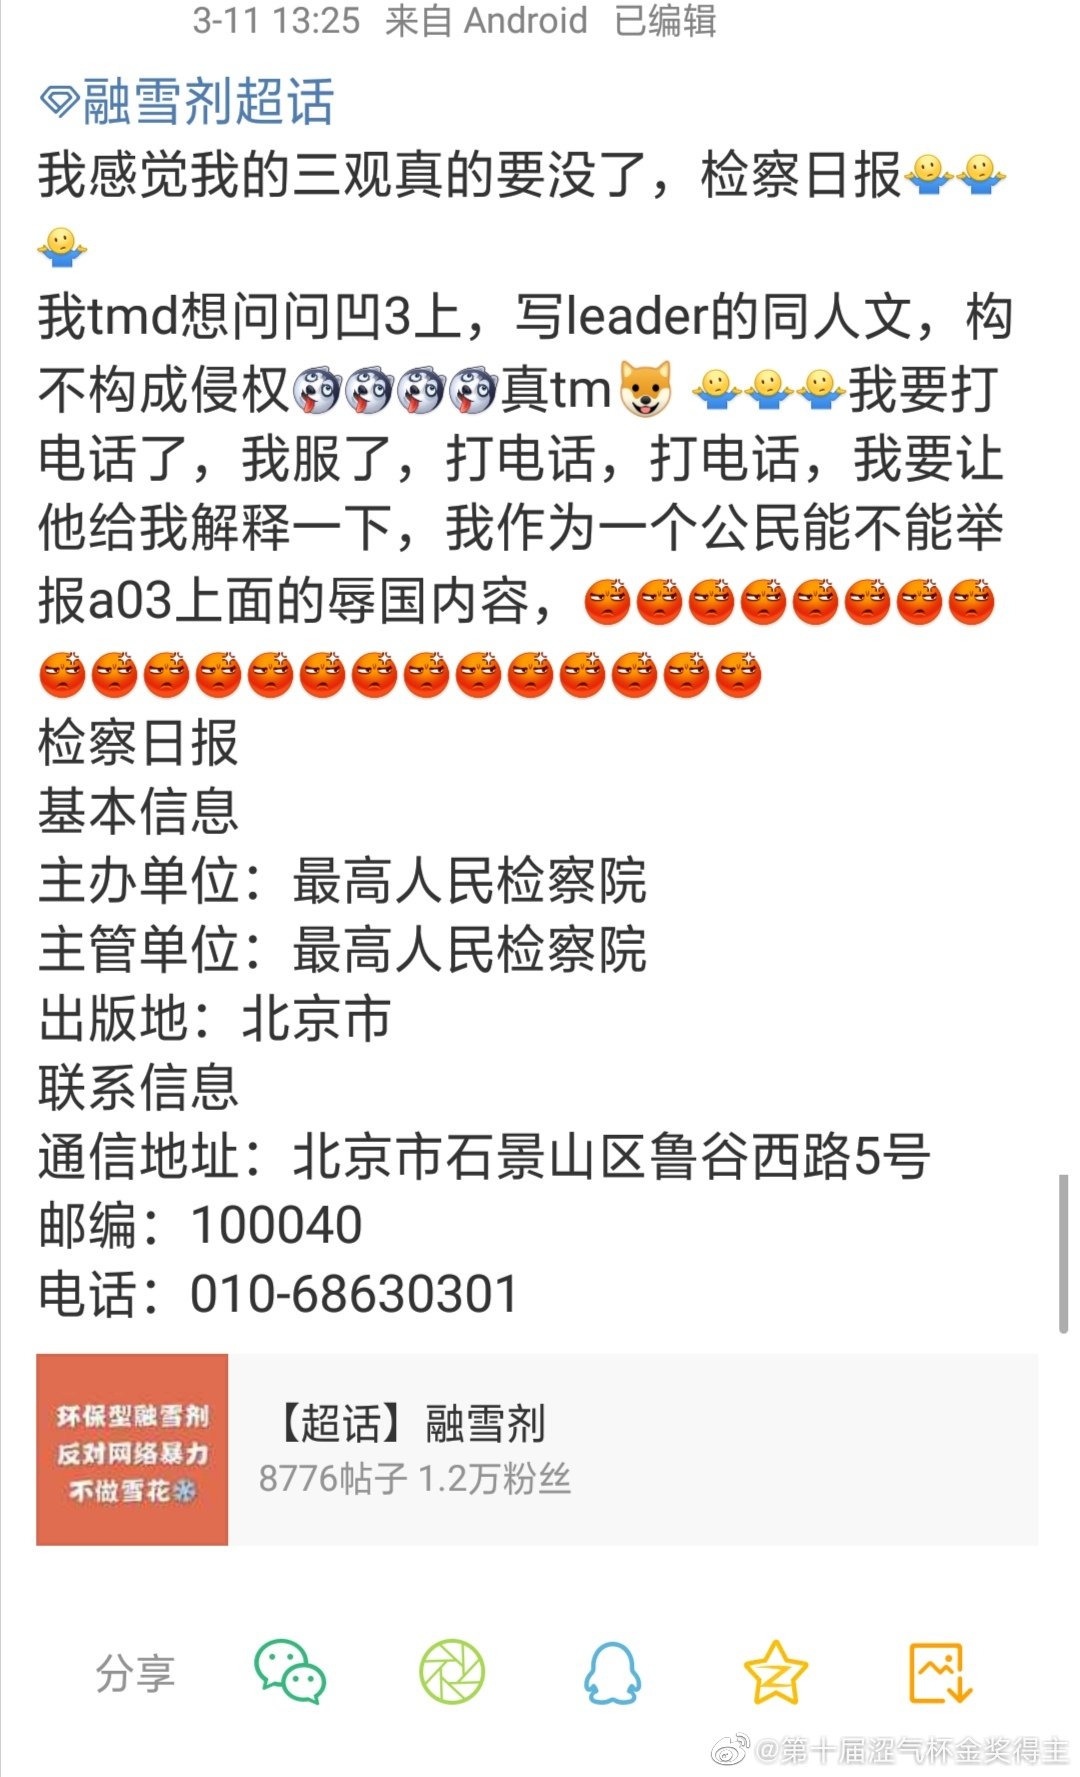 3-11 13:25 来自 Android 已编辑
融雪剂超话
我感觉我的三观真的要没了，检察日报
我tmd想问问凹3上，写leader的同人文，构
不构成侵权真tm我要打
电话了，我服了，打电话，打电话，我要让
他给我解释一下，我作为一个公民能不能举
报a03上面的辱国内容，
检察日报
基本信息
主办单位：最高人民检察院
主管单位：最高人民检察院
出版地：北京市
联系信息
通信地址：北京市石景山区鲁谷西路5号
邮编：100040
电话：010-68630301
环保型融雪剂
反对网络暴力
不做雪花
【超话】融雪剂
8776帖子 1.2万粉丝
分享
@第十届涩气杯金奖得主